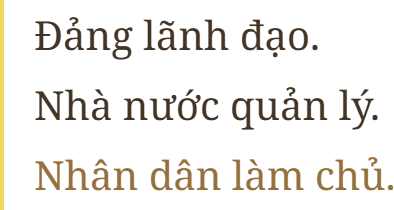 Đảng lãnh đạo.
Nhà nước quản lý.
Nhân dân làm chủ.